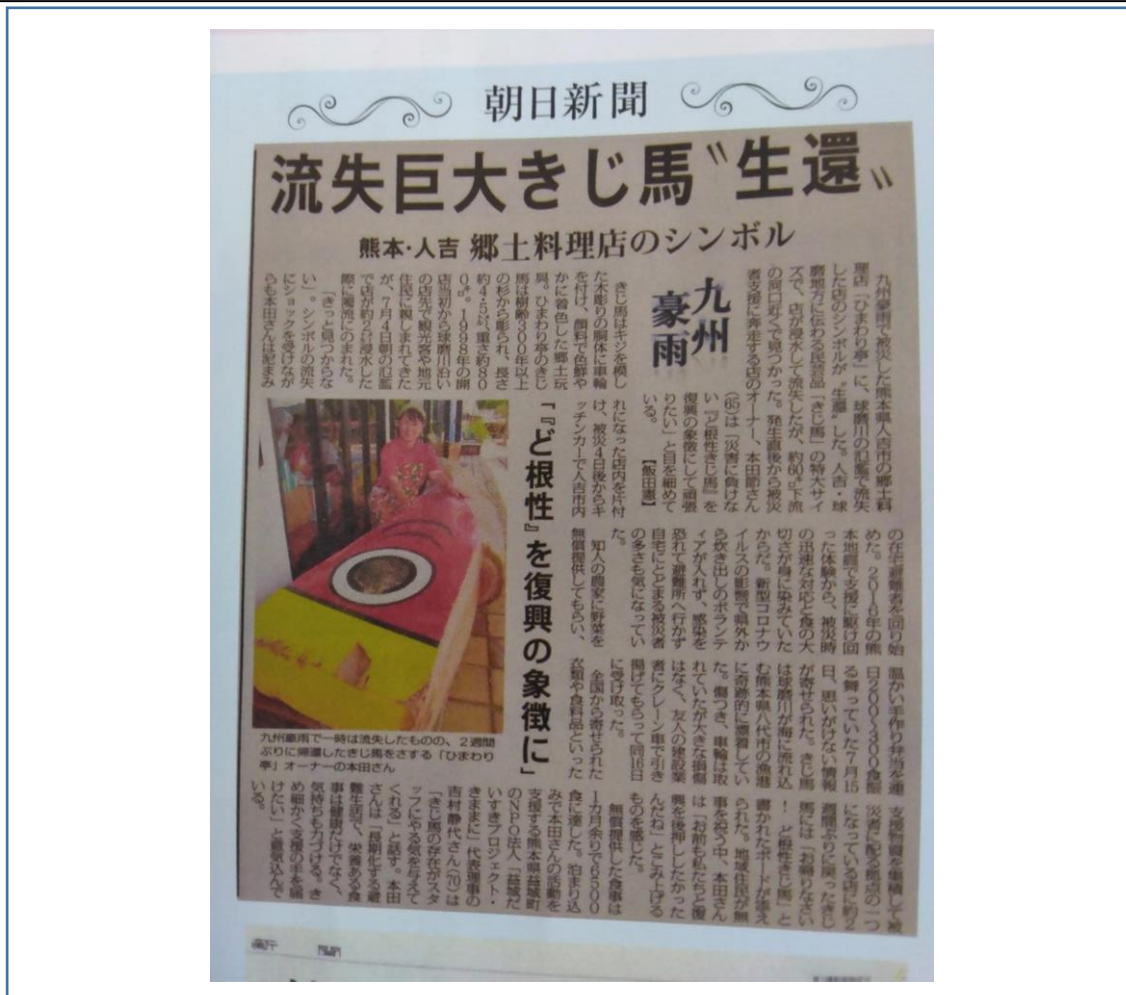 朝日新聞
流失巨大きじ馬〝生還〟
熊本・人吉 郷土料理店のシンボル
九州
豪雨
九州豪雨で被災した熊本県人吉市の郷土料
理店「ひまわり亭」に、球磨川の氾濫で流失
した店のシンボルが〝生還〟した。人吉・球
磨地方に伝わる民芸品「きじ馬」の特大サイ
ズで、店が浸水して流失したが、約60㌔下流
の河口近くで見つかった。発生直後から被災
者支援に奔走する店のオーナー、本田節さん
(65)は「災害に負けな
い『ど根性きじ馬』を
復興の象徴にして頑張
りたい」と目を細めて
いる。 【飯田憲】
きじ馬はキジを模し
た木彫りの胴体に車輪
を付け、顔料で色鮮や
かに着色した郷土玩
具。ひまわり亭のきじ
馬は樹齢300年以上
の杉から彫られ、長さ
約4・5㍍、重さ約80
0㌔。1998年の開
店当初から球磨川沿い
の店先で観光客や地元
住民に親しまれてきた
が、7月4日朝の氾濫
で店が約2㍍浸水した
際に濁流にのまれた。
「きっと見つからな
い」。シンボルの流失
にショックを受けなが
らも本田さんは泥まみ
れになった店内を片付
け、被災4日後からキ
ッチンカーで人吉市内
の在宅避難者を回り始
めた。2016年の熊
本地震で支援に駆け回
った体験から、被災時
の迅速な対応と食の大
切さが身に染みていた
からだ。新型コロナウ
イルスの影響で県外か
ら炊き出しのボランテ
ィアが入れず、感染を
恐れて避難所へ行かず
自宅にとどまる被災者
の多さも気になってい
た。
知人の農家に野菜を
無償提供してもらい、
温かい手作り弁当を連
日200～300食振
る舞っていた7月15
日、思いがけない情報
が寄せられた。きじ馬
は球磨川が海に流れ込
む熊本県八代市の漁港
に奇跡的に漂着してい
た。傷つき、車輪は取
れていたが大きな損傷
はなく、友人の建設業
者にクレーン車で引き
揚げてもらって同16日
に受け取った。
全国から寄せられた
衣類や食料品といった
支援物資を集積して被
災者に配る拠点の一つ
になっている店に約2
週間ぶりに戻ったきじ
馬には「お帰りなさい
！ ど根性きじ馬」と
書かれたボードが添え
られた。地域住民が無
事を祝う中、本田さん
は「お前も私たちと復
興を後押ししたかった
んだね」とこみ上げる
ものを感じた。
無償提供した食事は
1カ月余りで6500
食に達した。泊まり込
みで本田さんの活動を
支援する熊本県益城町
のNPO法人「益城だ
いすきプロジェクト・
きままに」代表理事の
吉村静代さん(70)は
「きじ馬の存在がスタ
ッフにやる気を与えて
くれる」と話す。本田
さんは「長期化する避
難生活で、栄養ある食
事は健康だけでなく、
気持ちも力づける。き
め細かく支援の手を届
けたい」と意気込んで
いる。
「『ど根性』を復興の象徴に」
九州豪雨で一時は流失したものの、2週間
ぶりに帰還したきじ馬をさする「ひまわり
亭」オーナーの本田さん